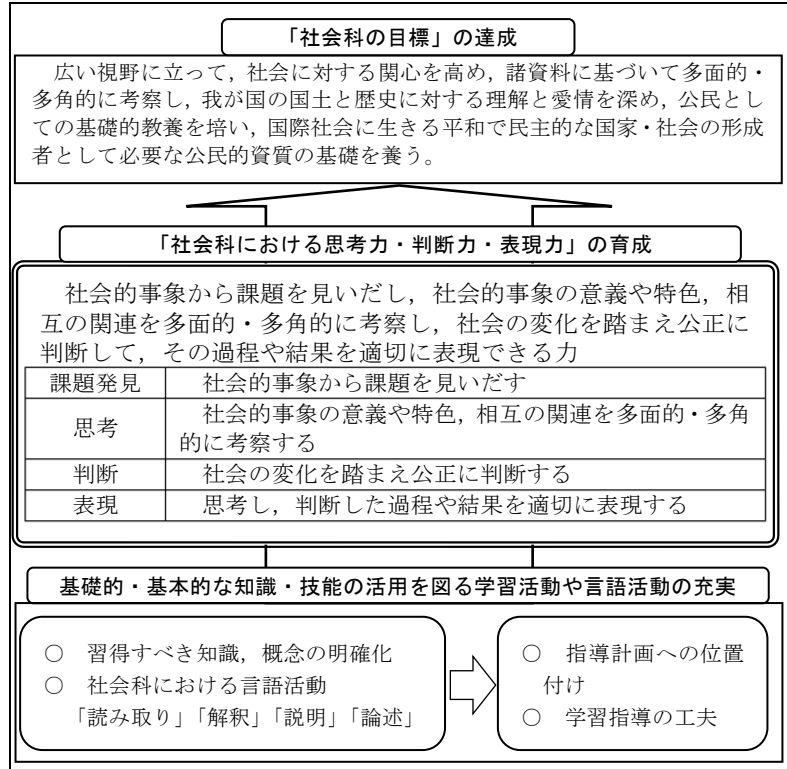 「社会科の目標」の達成
広い視野に立って，社会に対する関心を高め，諸資料に基づいて多面的・
多角的に考察し，我が国の国土と歴史に対する理解と愛情を深め，公民とし
ての基礎的教養を培い，国際社会に生きる平和で民主的な国家・社会の形成
者として必要な公民的資質の基礎を養う。
「社会科における思考力・判断力・表現力」の育成
社会的事象から課題を見いだし，社会的事象の意義や特色，相
互の関連を多面的・多角的に考察し，社会の変化を踏まえ公正に
判断して，その過程や結果を適切に表現できる力
課題発見 社会的事象から課題を見いだす
思考 社会的事象の意義や特色，相互の関連を多面的・多角
的に考察する
判断 社会の変化を踏まえ公正に判断する
表現 思考し，判断した過程や結果を適切に表現する
基礎的・基本的な知識・技能の活用を図る学習活動や言語活動の充実
○ 習得すべき知識，概念の明確化
○ 社会科における言語活動
「読み取り」「解釈」「説明」「論述」
○ 指導計画への位置
付け
○ 学習指導の工夫